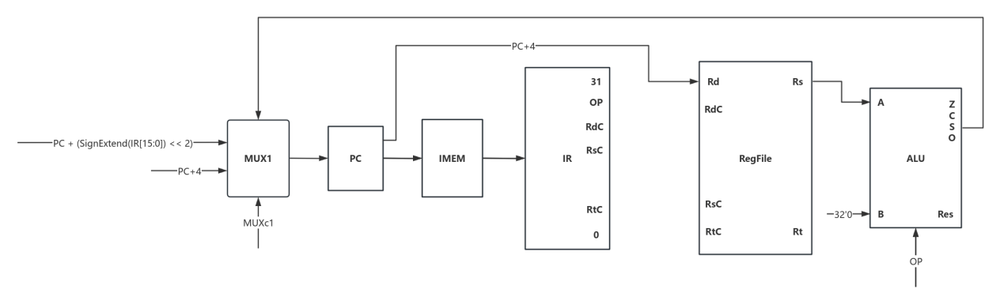 PC+4
PC + (SignExtend(IR[15:0]) << 2)
PC+4
MUX1
MUXc1
PC
IMEM
IR
31
OP
RdC
RsC
RtC
0
Rd
RdC
RegFile
RsC
RtC
Rs
Rt
32'0
A
B
ALU
Z
C
S
O
Res
OP